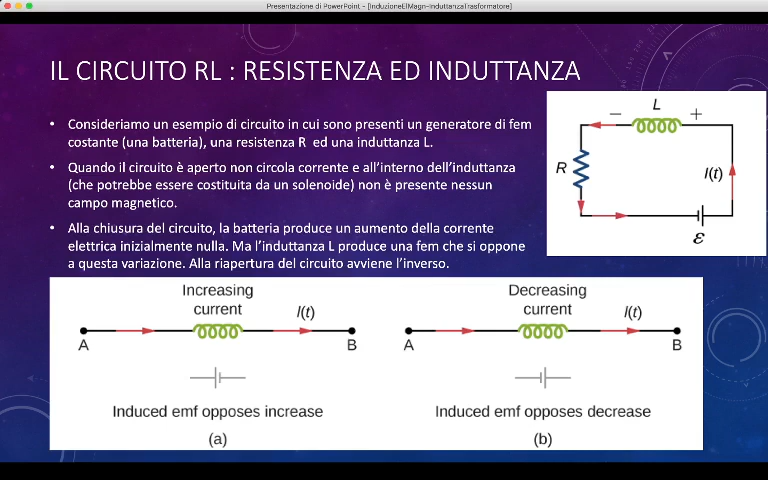 Presentazione di PowerPoint - [InduzioneElMagn-InduttanzaTrasformatore]
IL CIRCUITO RL : RESISTENZA ED INDUTTANZA
• Consideriamo un esempio di circuito in cui sono presenti un generatore di fem
costante (una batteria), una resistenza R ed una induttanza L.
• Quando il circuito è aperto non circola corrente e all'interno dell'induttanza
(che potrebbe essere costituita da un solenoide) non è presente nessun
campo magnetico.
• Alla chiusura del circuito, la batteria produce un aumento della corrente
elettrica inizialmente nulla. Ma l'induttanza L produce una fem che si oppone
a questa variazione. Alla riapertura del circuito avviene l'inverso.
L
− +
R
I(t)
ε
Increasing
current
I(t)
A
B
Induced emf opposes increase
(a)
Decreasing
current
I(t)
A
B
Induced emf opposes decrease
(b)